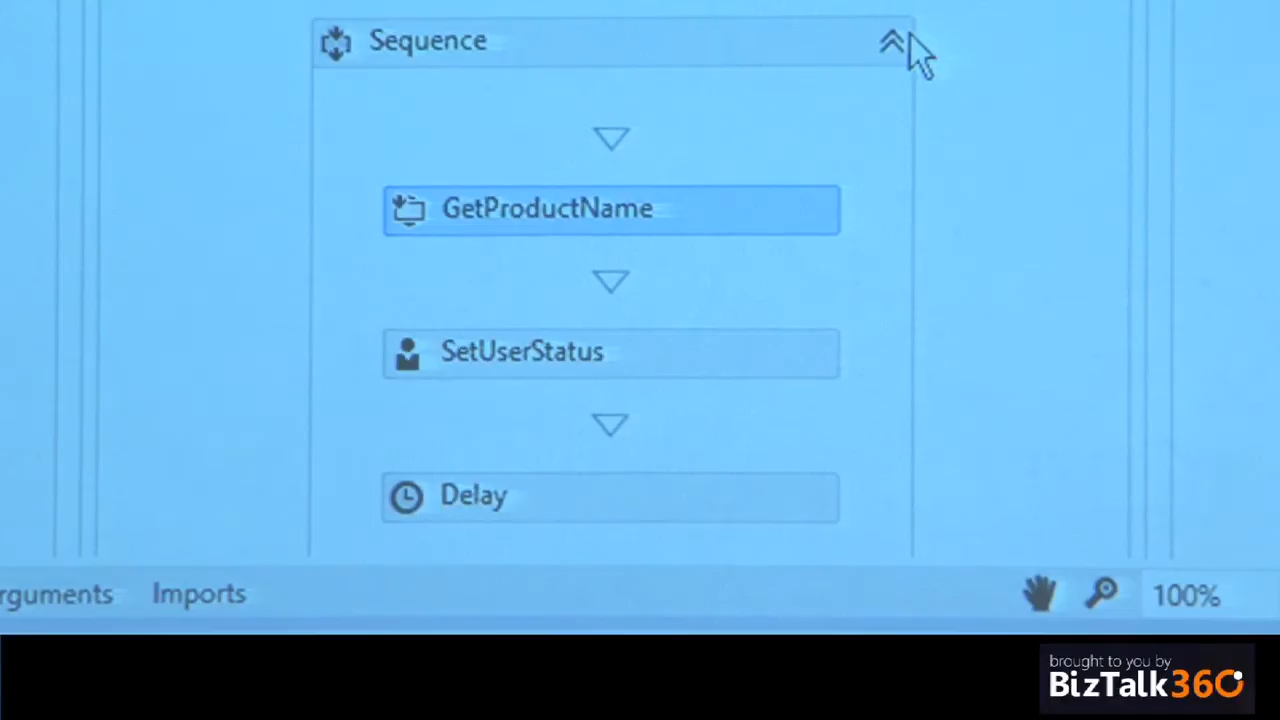 Sequence
GetProductName
SetUserStatus
Delay
rguments Imports
100%
brought to you by
BizTalk360